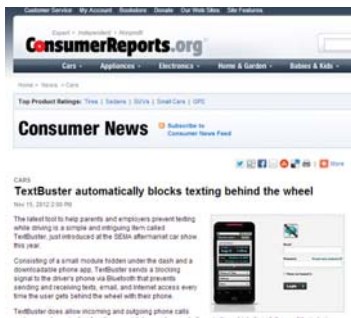 Customer Service My Account Bookstore Donate Our Web Sites Site Features
Expert • Independent • Nonprofit
ConsumerReports.org
Cars Appliances Electronics Home & Garden Babies & Kids
Home > News > Cars
Top Product Ratings: Tires | Sedans | SUVs | Small Cars | GPS
Consumer News
Subscribe to
Consumer News Feed
More
CARS
TextBuster automatically blocks texting behind the wheel
Nov 15, 2012 2:00 PM
The latest tool to help parents and employers prevent texting
while driving is a simple and intriguing item called
TextBuster, just introduced at the SEMA aftermarket car show
this year.
Consisting of a small module hidden under the dash and a
downloadable phone app, TextBuster sends a blocking
signal to the driver's phone via Bluetooth that prevents
sending and receiving texts, email, and Internet access every
time the user gets behind the wheel with their phone.
TextBuster does allow incoming and outgoing phone calls
Login